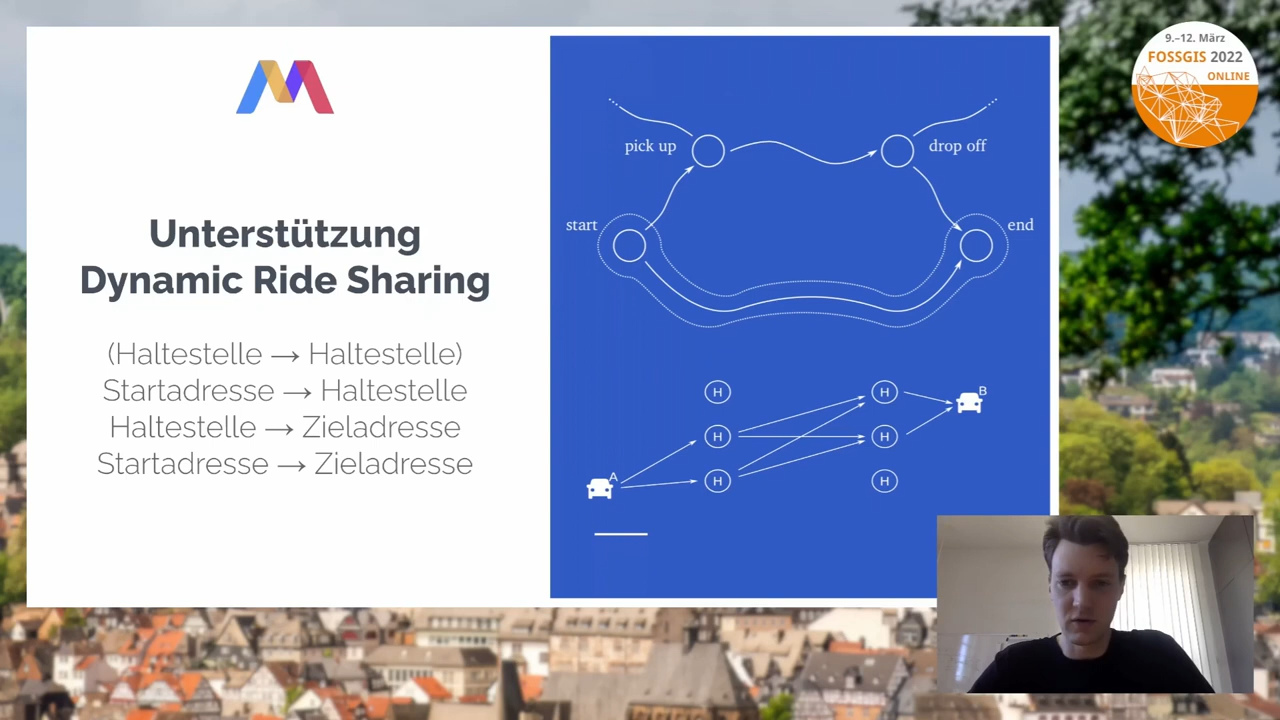 9.–12. März
FOSSGIS 2022
ONLINE
Unterstützung
Dynamic Ride Sharing
(Haltestelle → Haltestelle)
Startadresse → Haltestelle
Haltestelle → Zieladresse
Startadresse → Zieladresse
pick up
drop off
start
end
H
H
B
H
H
A
H
H